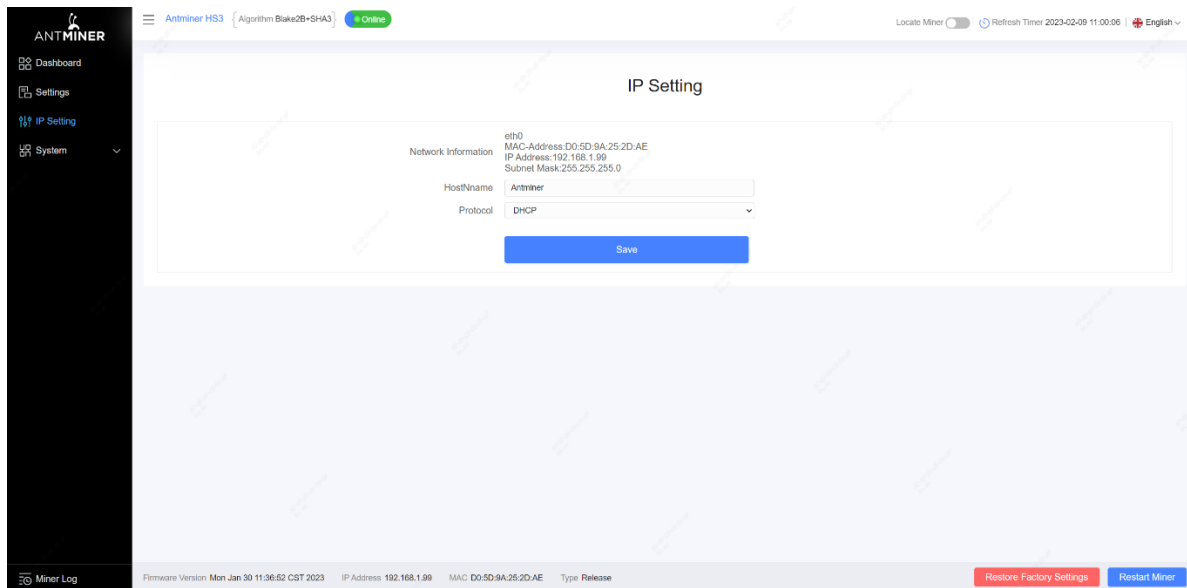 ANTMINER
Dashboard
Settings
IP Setting
System
Miner Log
Antminer HS3 Algorithm Blake2B+SHA3 Online
Locate Miner Refresh Timer 2023-02-09 11:00:06 English
IP Setting
Network Information
eth0
MAC-Address:D0:5D:9A:25:2D:AE
IP Address:192.168.1.99
Subnet Mask:255.255.255.0
HostNname Antminer
Protocol DHCP
Save
Firmware Version Mon Jan 30 11:36:52 CST 2023 IP Address 192.168.1.99 MAC D0:5D:9A:25:2D:AE Type Release
Restore Factory Settings Restart Miner